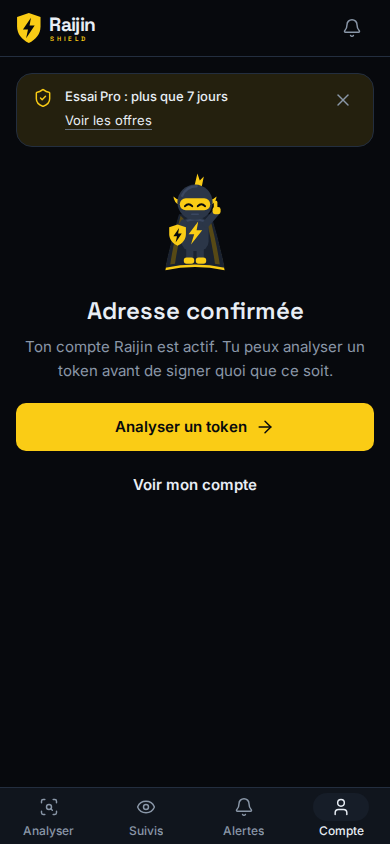 Raijin
SHIELD
Essai Pro : plus que 7 jours
Voir les offres
Adresse confirmée
Ton compte Raijin est actif. Tu peux analyser un
token avant de signer quoi que ce soit.
Analyser un token
Voir mon compte
Analyser
Suivis
Alertes
Compte